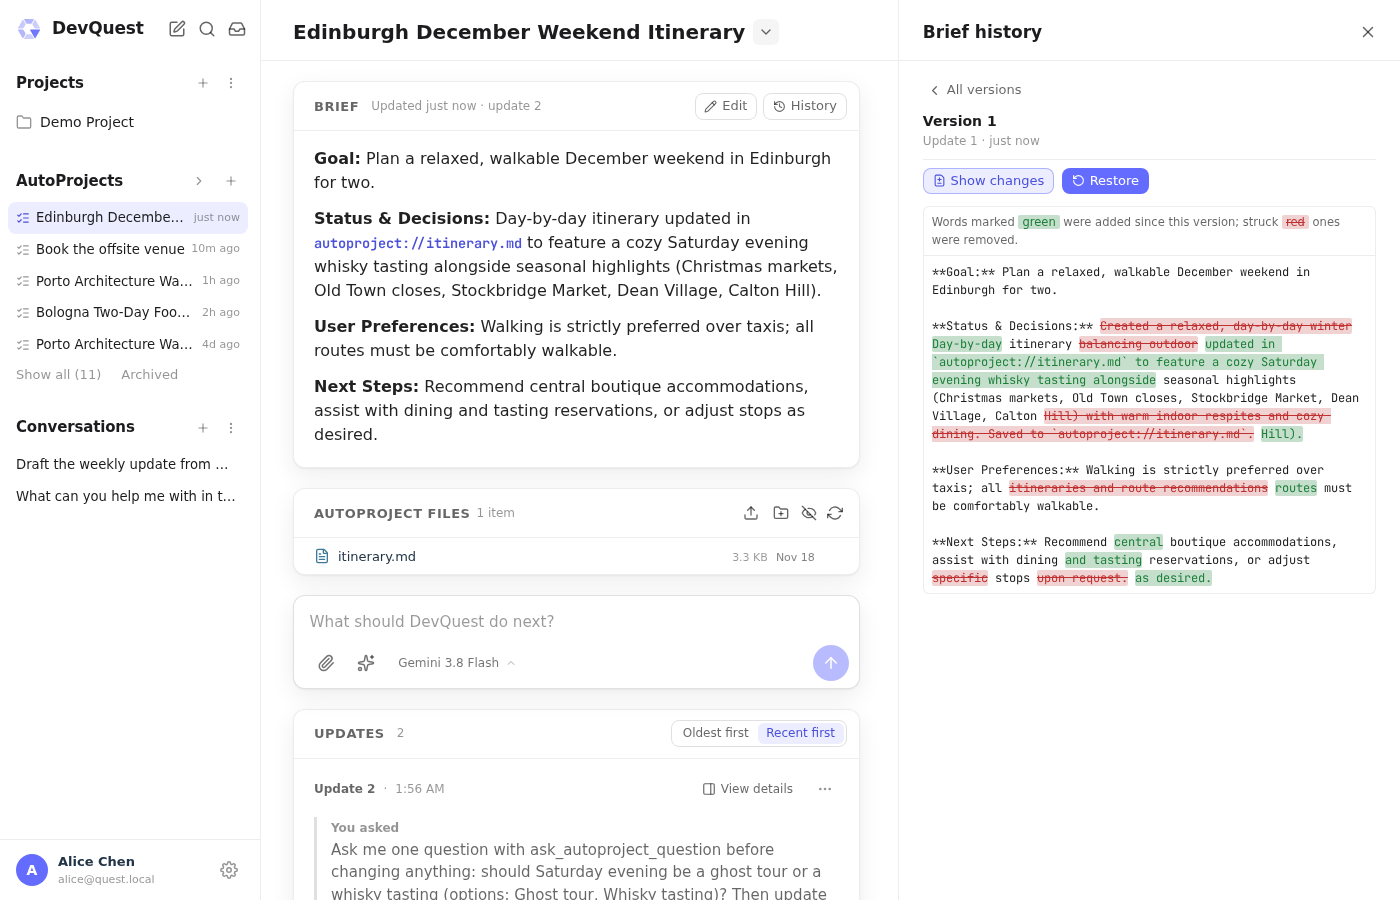 DevQuest
Projects
Demo Project
AutoProjects
Edinburgh Decembe... just now
Book the offsite venue 10m ago
Porto Architecture Wa... 1h ago
Bologna Two-Day Foo... 2h ago
Porto Architecture Wa... 4d ago
Show all (11) Archived
Conversations
Draft the weekly update from ...
What can you help me with in t...
A
Alice Chen
alice@quest.local
Edinburgh December Weekend Itinerary
BRIEF Updated just now · update 2 Edit History
Goal: Plan a relaxed, walkable December weekend in Edinburgh
for two.
Status & Decisions: Day-by-day itinerary updated in
autoproject://itinerary.md to feature a cozy Saturday evening
whisky tasting alongside seasonal highlights (Christmas markets,
Old Town closes, Stockbridge Market, Dean Village, Calton Hill).
User Preferences: Walking is strictly preferred over taxis; all
routes must be comfortably walkable.
Next Steps: Recommend central boutique accommodations,
assist with dining and tasting reservations, or adjust stops as
desired.
AUTOPROJECT FILES 1 item
itinerary.md 3.3 KB Nov 18
What should DevQuest do next?
Gemini 3.8 Flash
UPDATES 2 Oldest first Recent first
Update 2 · 1:56 AM View details
You asked
Ask me one question with ask_autoproject_question before
changing anything: should Saturday evening be a ghost tour or a
whisky tasting (options: Ghost tour, Whisky tasting)? Then update
Brief history
All versions
Version 1
Update 1 · just now
Show changes Restore
Words marked green were added since this version; struck red ones
were removed.
**Goal:** Plan a relaxed, walkable December weekend in
Edinburgh for two.
**Status & Decisions:** Created a relaxed, day-by-day winter
Day-by-day itinerary balancing outdoor updated in
`autoproject://itinerary.md` to feature a cozy Saturday
evening whisky tasting alongside seasonal highlights
(Christmas markets, Old Town closes, Stockbridge Market, Dean
Village, Calton Hill) with warm indoor respites and cozy
dining. Saved to `autoproject://itinerary.md`. Hill).
**User Preferences:** Walking is strictly preferred over
taxis; all itineraries and route recommendations routes must
be comfortably walkable.
**Next Steps:** Recommend central boutique accommodations,
assist with dining and tasting reservations, or adjust
specific stops upon request. as desired.